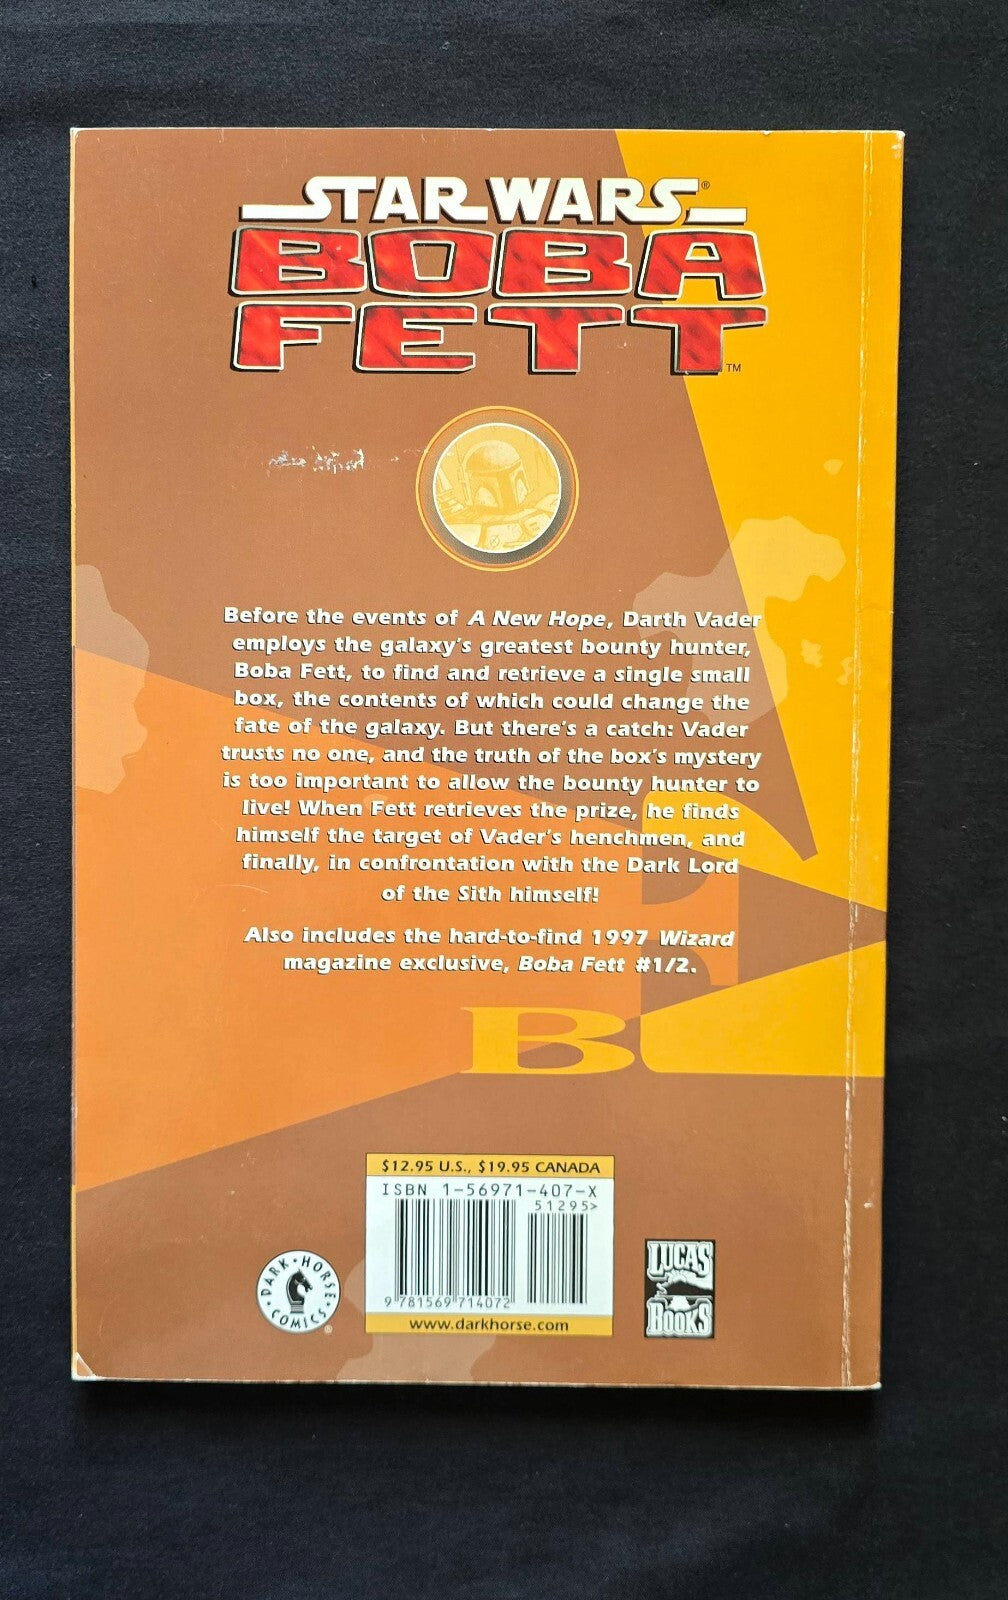 STAR WARS®
BOBA
FETT™
Before the events of A New Hope, Darth Vader
employs the galaxy's greatest bounty hunter,
Boba Fett, to find and retrieve a single small
box, the contents of which could change the
fate of the galaxy. But there's a catch: Vader
trusts no one, and the truth of the box's mystery
is too important to allow the bounty hunter to
live! When Fett retrieves the prize, he finds
himself the target of Vader's henchmen, and
finally, in confrontation with the Dark Lord
of the Sith himself!
Also includes the hard-to-find 1997 Wizard
magazine exclusive, Boba Fett #1/2.
B
F
$12.95 U.S., $19.95 CANADA
ISBN 1-56971-407-X
51295>
9 781569 714072
www.darkhorse.com
DARK HORSE COMICS®
LUCAS
BOOKS